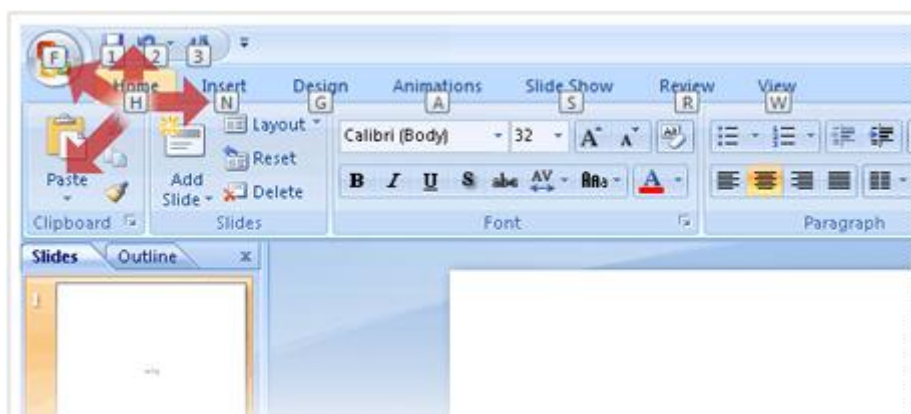 F 1 2 3
Home Insert Design Animations Slide Show Review View
H N G A S R W
Layout
Calibri (Body) 32 A A
Reset
Paste Add Slide Delete B I U S abc AV A
Clipboard Slides Font Paragraph
Slides Outline
1